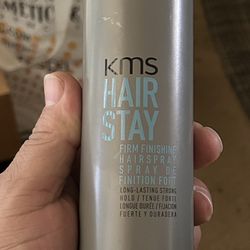 kms
HAIR
STAY
FIRM FINISHING
HAIRSPRAY
SPRAY DE
FINITION FORT
LONG-LASTING STRONG
HOLD / TENUE FORTE
LONGUE DURÉE / FIJACIÓN
FUERTE Y DURADERA